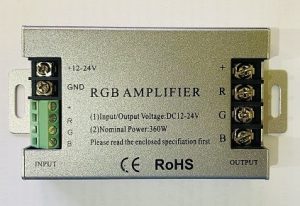 +12-24V
GND
+
R
G
B
INPUT
RGB AMPLIFIER
(1)Input/Output Voltage:DC12-24V
(2)Nominal Power:360W
Please read the enclosed specifiation first
CE RoHS
+
R
G
B
OUTPUT